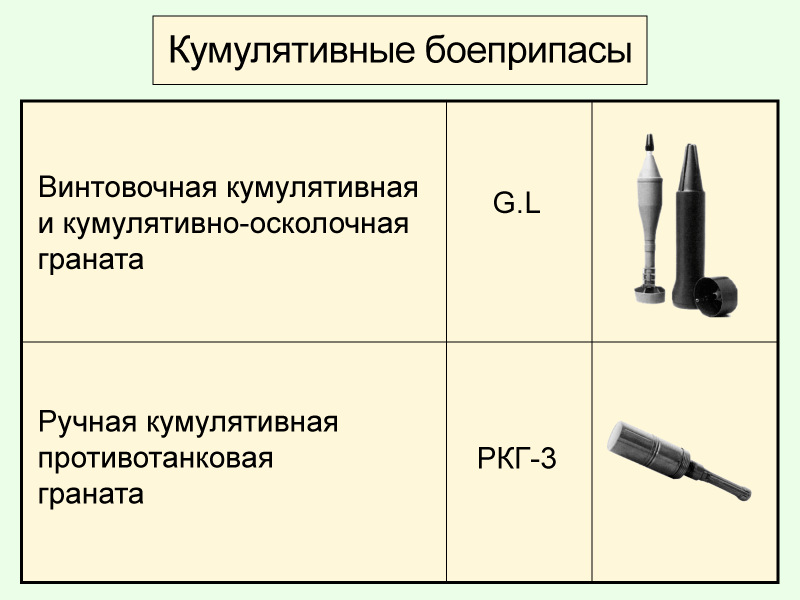 Кумулятивные боеприпасы
Винтовочная кумулятивная
и кумулятивно-осколочная
граната
G.L
Ручная кумулятивная
противотанковая
граната
РКГ-3